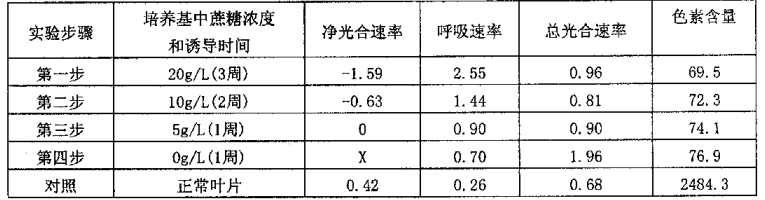 实验步骤 培养基中蔗糖浓度和诱导时间 净光合速率 呼吸速率 总光合速率 色素含量
第一步 20g/L(3周) -1.59 2.55 0.96 69.5
第二步 10g/L(2周) -0.63 1.44 0.81 72.3
第三步 5g/L(1周) 0 0.90 0.90 74.1
第四步 0g/L(1周) X 0.70 1.96 76.9
对照 正常叶片 0.42 0.26 0.68 2484.3